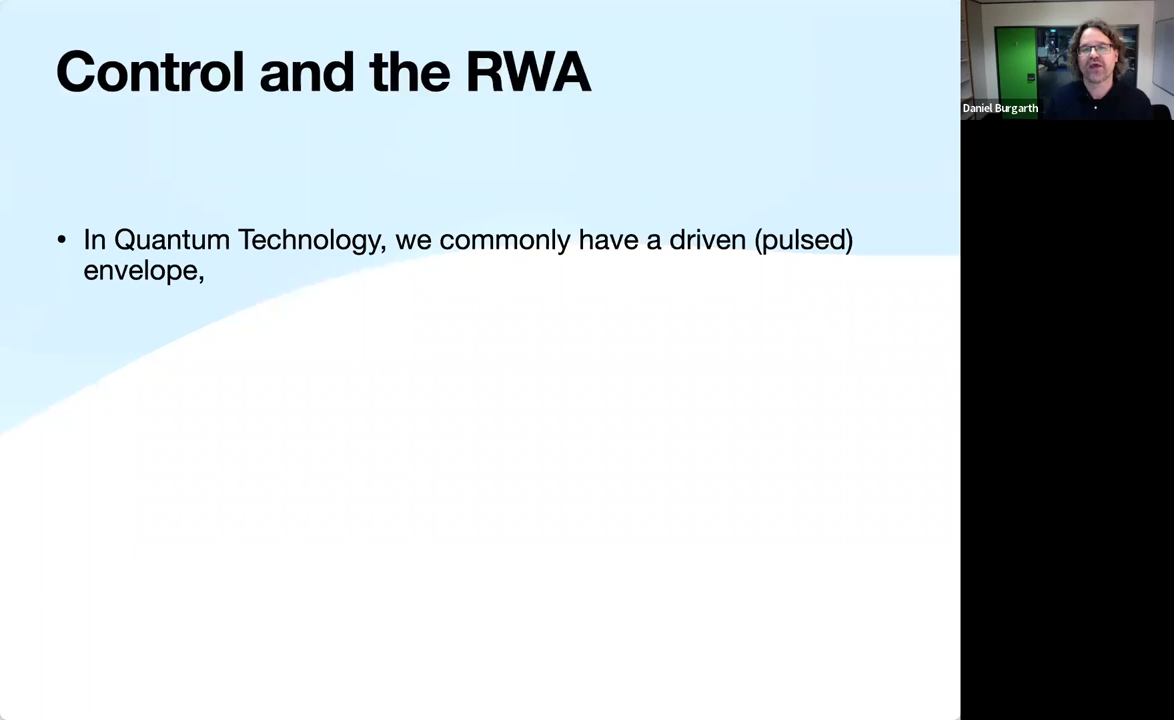 Control and the RWA
• In Quantum Technology, we commonly have a driven (pulsed)
envelope,
Daniel Burgarth